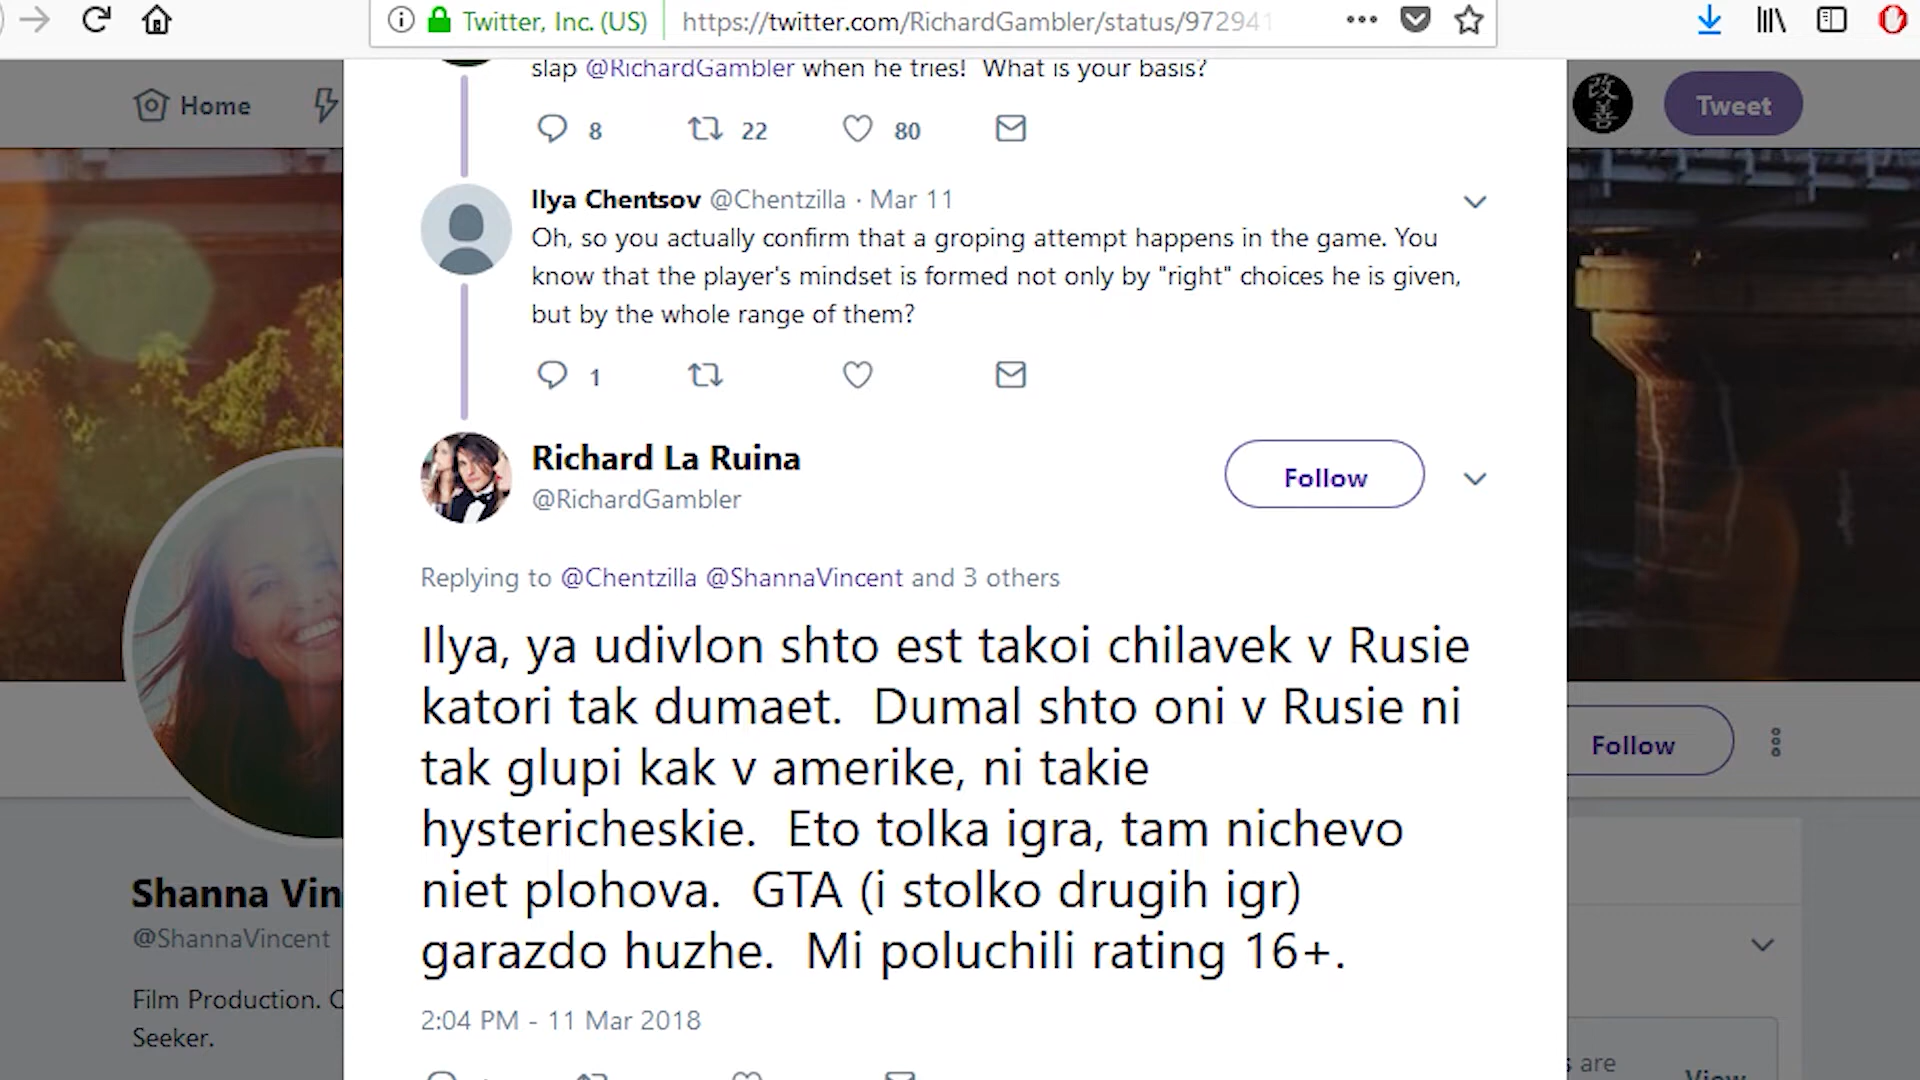 Twitter, Inc. (US)
https://twitter.com/RichardGambler/status/972941
Home
改
善
Tweet
slap @RichardGambler when he tries! What is your basis?
8 22 80
Ilya Chentsov @Chentzilla · Mar 11
Oh, so you actually confirm that a groping attempt happens in the game. You
know that the player's mindset is formed not only by "right" choices he is given,
but by the whole range of them?
1
Richard La Ruina
@RichardGambler
Follow
Replying to @Chentzilla @ShannaVincent and 3 others
Ilya, ya udivlon shto est takoi chilavek v Rusie
katori tak dumaet. Dumal shto oni v Rusie ni
tak glupi kak v amerike, ni takie
hystericheskie. Eto tolka igra, tam nichevo
niet plohova. GTA (i stolko drugih igr)
garazdo huzhe. Mi poluchili rating 16+.
2:04 PM - 11 Mar 2018
Shanna Vin
@ShannaVincent
Film Production. C
Seeker.
Follow
s are
View